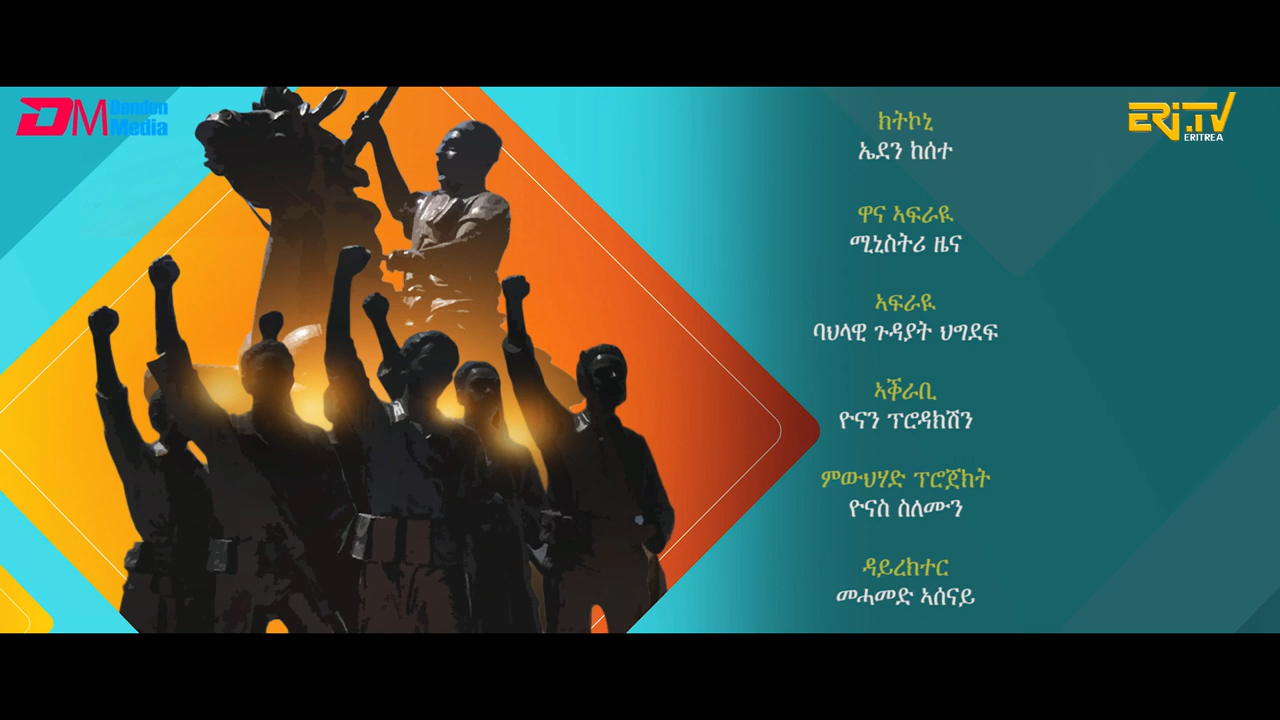 DM Denden
Media
ERi.TV
ERITREA
ክትኮኒ
ኤደን ከሰተ
ዋና ኣፍራዪ
ሚኒስትሪ ዜና
ኣፍራዪ
ባህላዊ ጉዳያት ህግደፍ
ኣቕራቢ
ዮናን ፕሮዳክሽን
ምውህሃድ ፕሮጀክት
ዮናስ ስለሙን
ዳይረክተር
መሓመድ ኣሰናይ